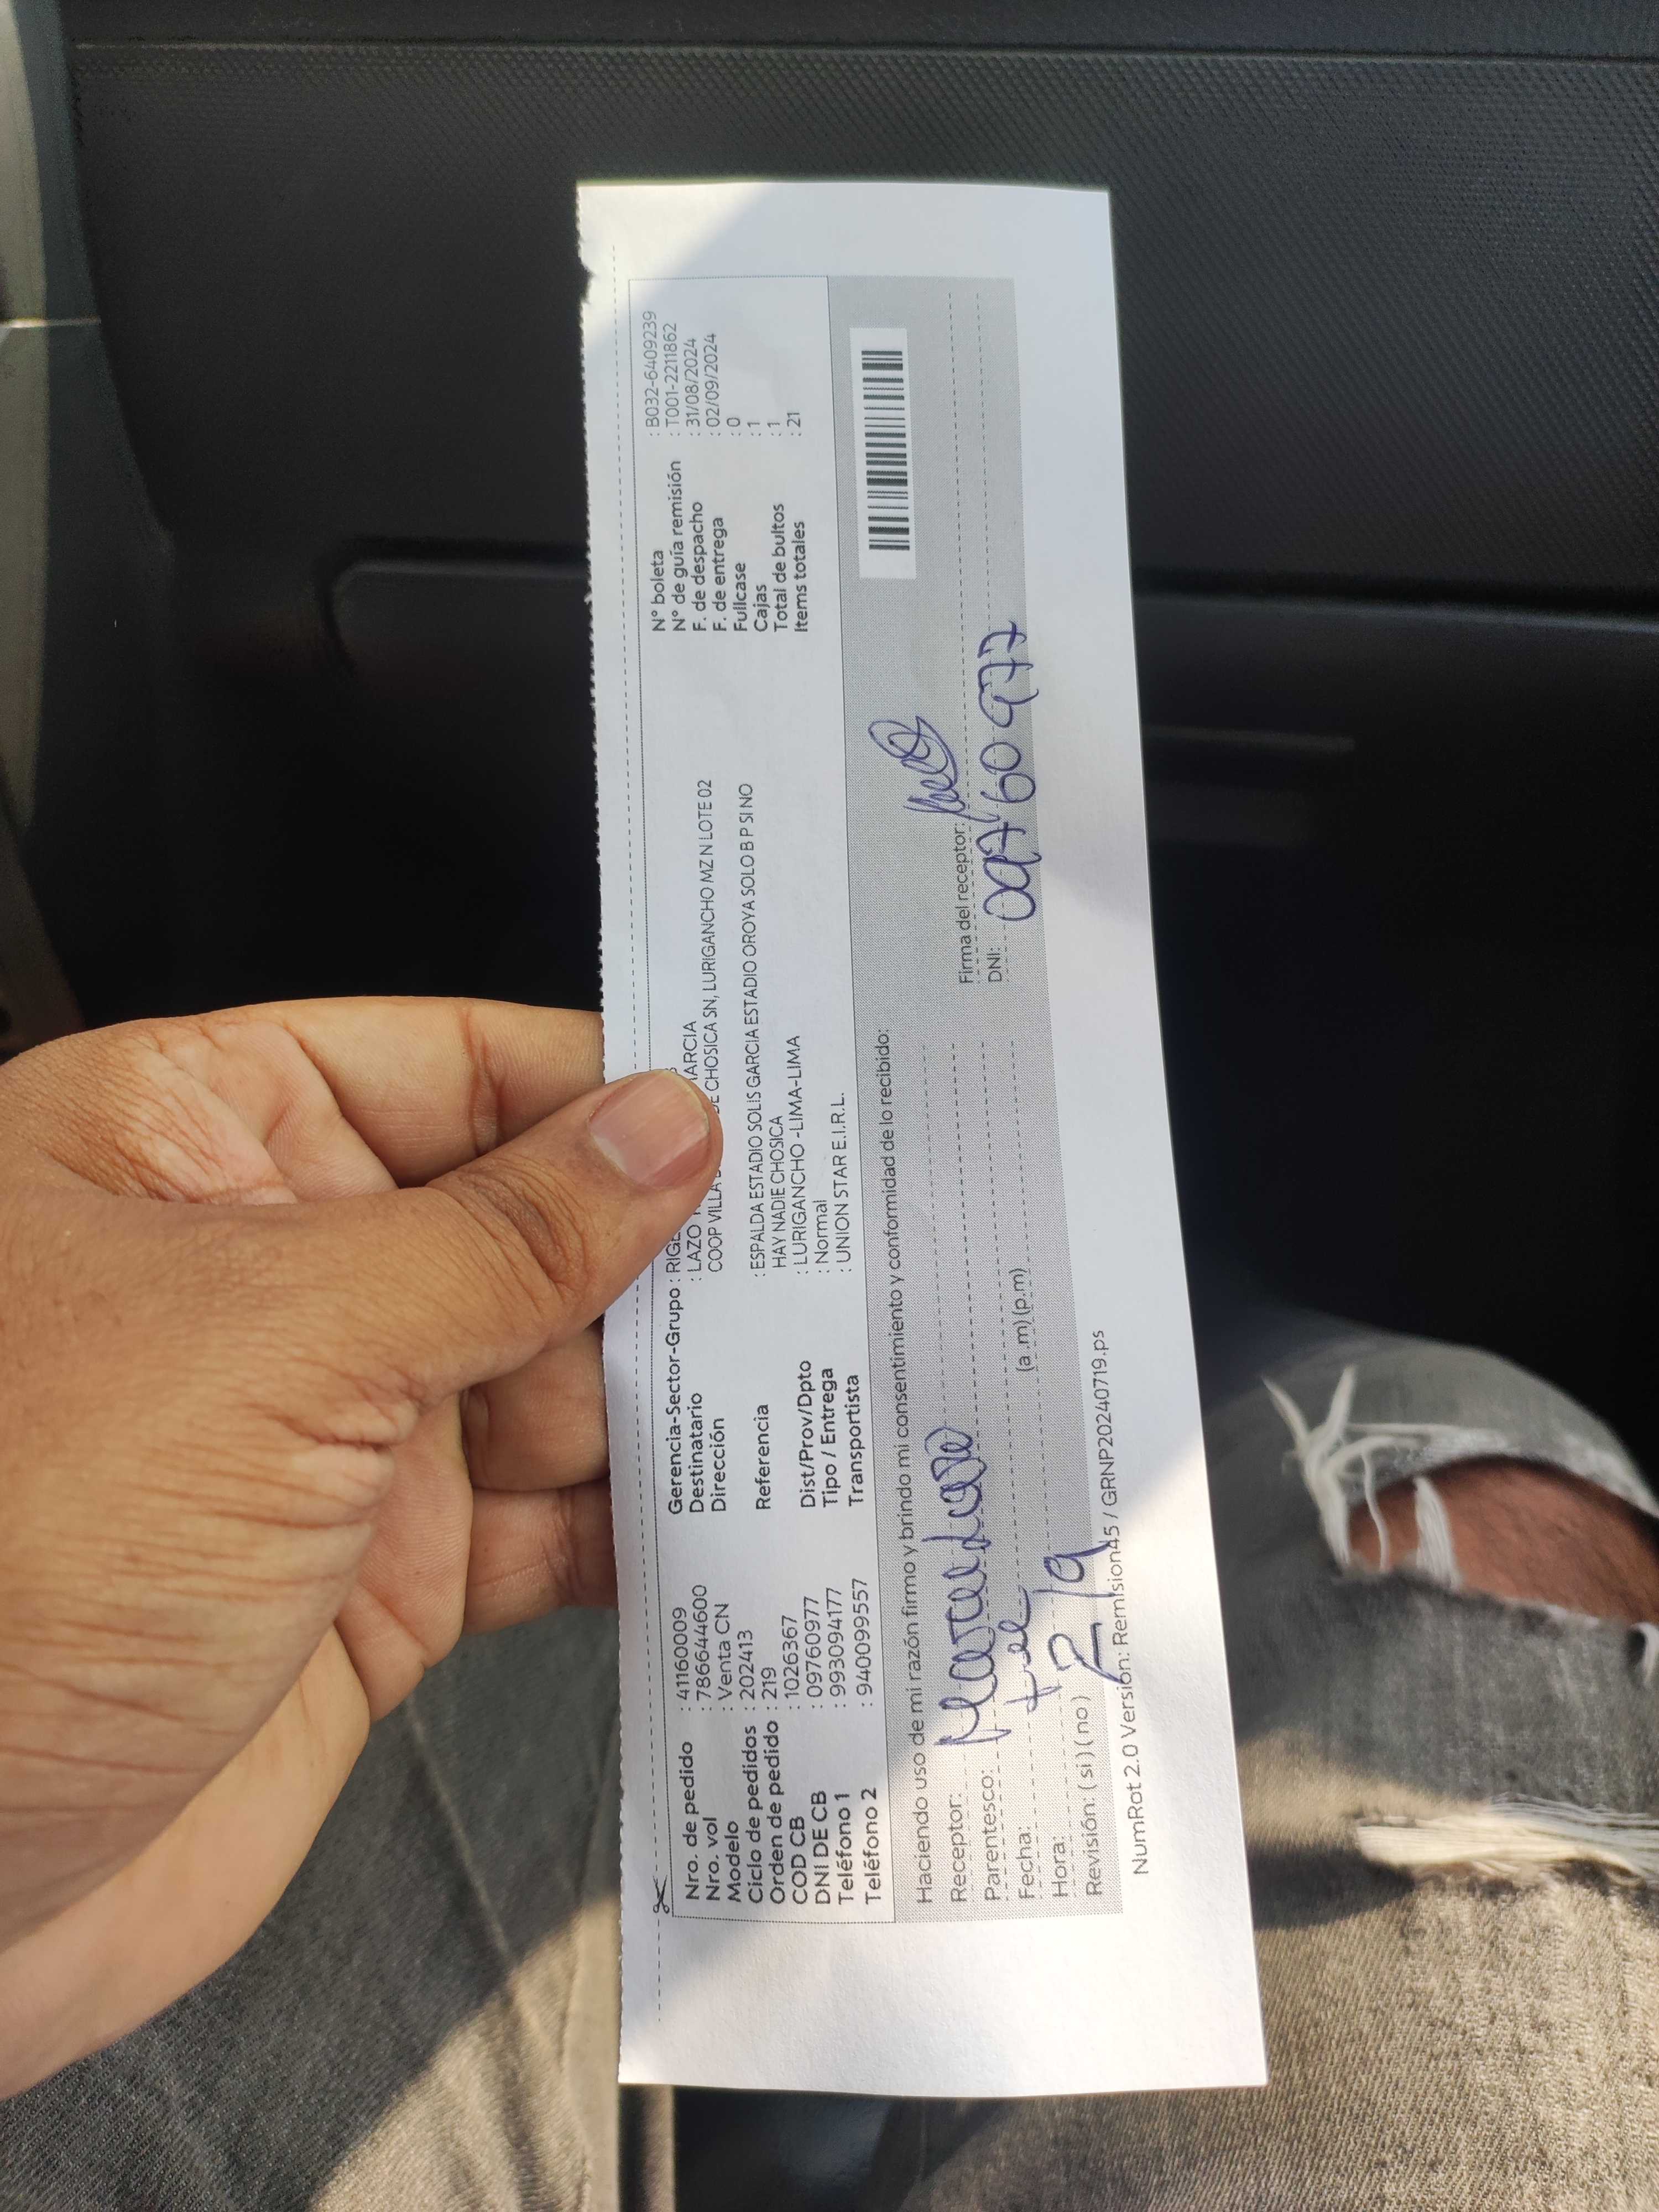 Nro. de pedido : 41160009
Nro. vol : 786644600
Modelo : Venta CN
Ciclo de pedidos : 202413
Orden de pedido : 219
COD CB : 1026367
DNI DE CB : 09760977
Teléfono 1 : 993094177
Teléfono 2 : 940099557
Gerencia-Sector-Grupo :
Destinatario : LAZO ARCIA
Dirección COOP VILLA DE CHOSICA SN, LURIGANCHO MZ N LOTE 02
Referencia : ESPALDA ESTADIO SOLIS GARCIA ESTADIO OROYA SOLO B P SI NO
HAY NADIE CHOSICA
Dist/Prov/Dpto : LURIGANCHO -LIMA-LIMA
Tipo / Entrega : Normal
Transportista : UNION STAR E.I.R.L.
N° boleta : B032-6409239
N° de guía remisión : T001-2211862
F. de despacho : 31/08/2024
F. de entrega : 02/09/2024
Fullcase : 0
Cajas : 1
Total de bultos : 1
Items totales : 21
Haciendo uso de mi razón firmo y brindo mi consentimiento y conformidad de lo recibido:
Receptor:
Parentesco:
Fecha:
Hora: 2/9 (a .m) (p.m)
Revisión: ( si ) ( no )
Firma del receptor:
DNI: 09760977
NumRot 2.0 Versión: Remision45 / GRNP20240719.ps